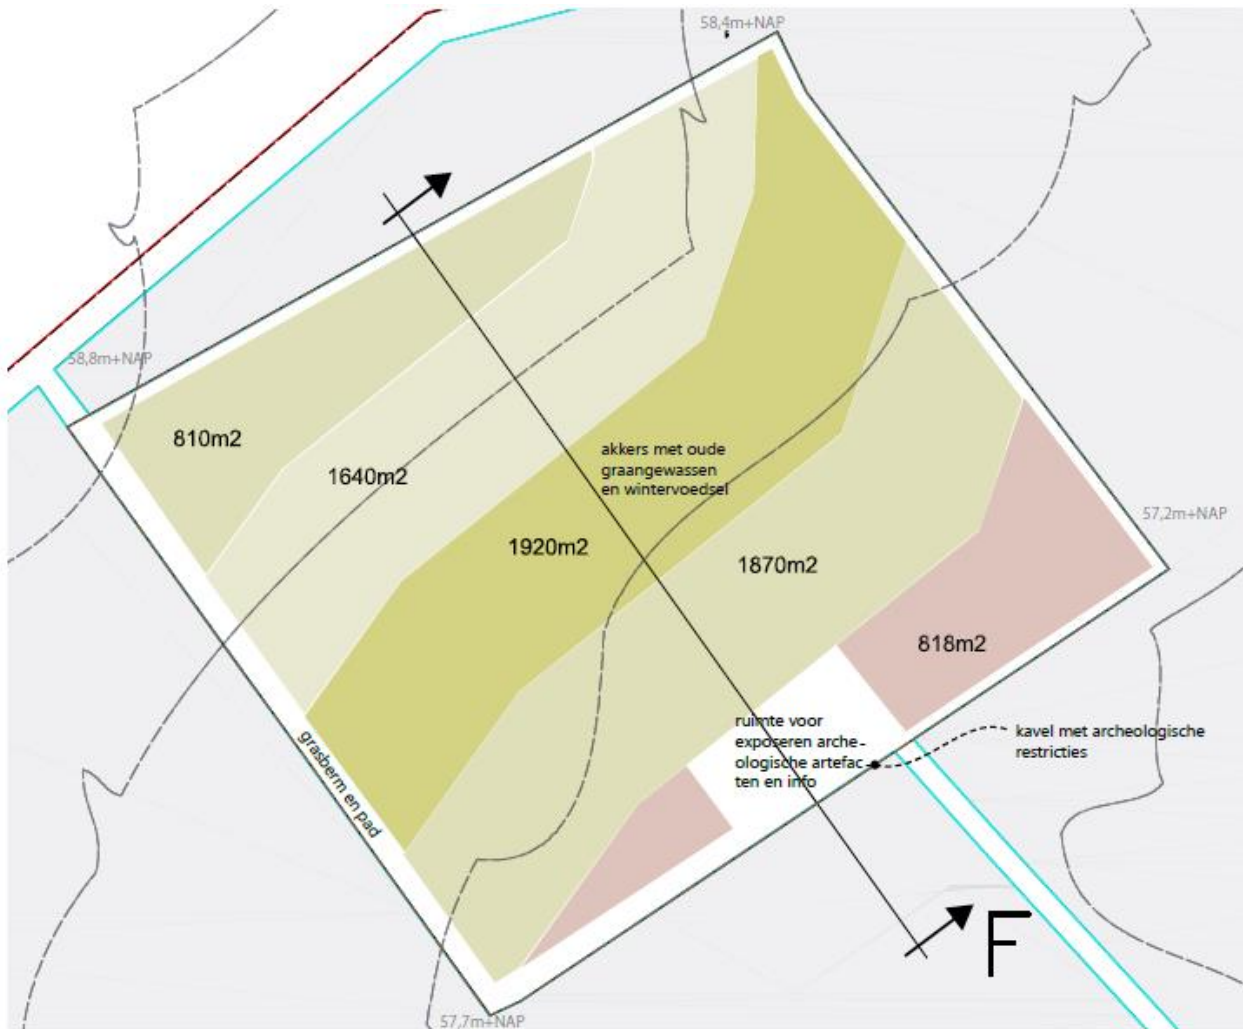 58,4m+NAP
58,8m+NAP
810m2
1640m2
akkers met oude
graangewassen
en wintervoedsel
57,2m+NAP
1920m2
1870m2
818m2
ruimte voor
exposeren arche-
ologische artefac
ten en info
kavel met archeologische
restricties
grasberm en pad
F
57,7m+NAP